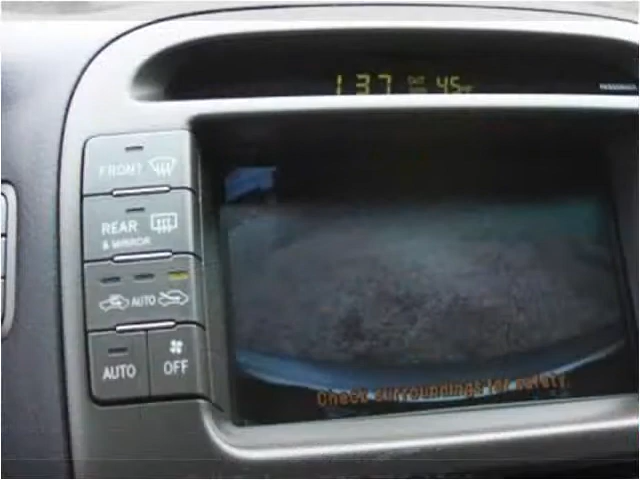 1:37 OUT 45°F
FRONT
REAR
& MIRROR
AUTO
AUTO OFF
Check surroundings for safety.